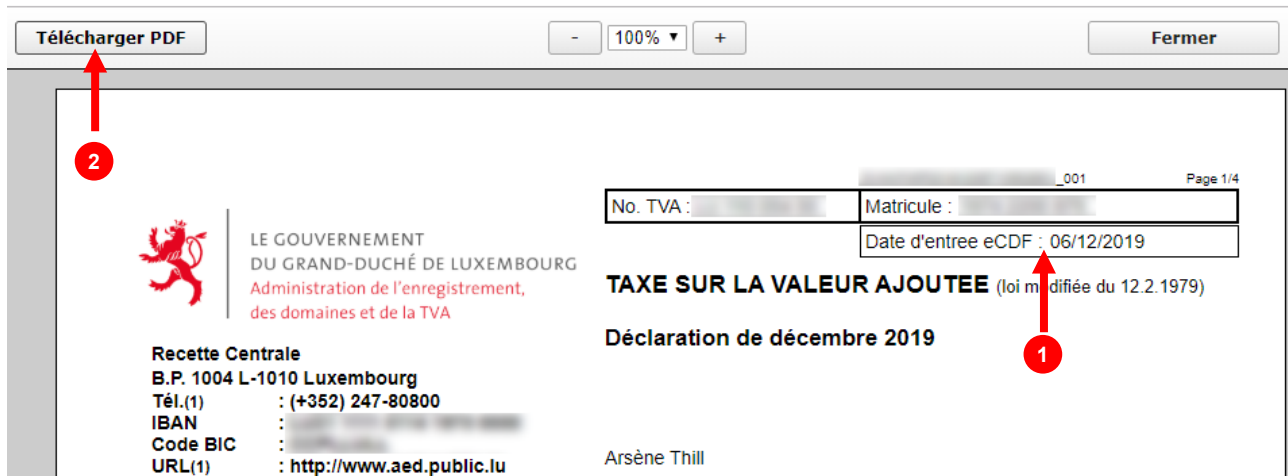 Télécharger PDF - 100% ▼ + Fermer
2
_001 Page 1/4
No. TVA : Matricule :
Date d'entree eCDF : 06/12/2019
LE GOUVERNEMENT
DU GRAND-DUCHÉ DE LUXEMBOURG
Administration de l'enregistrement,
des domaines et de la TVA
TAXE SUR LA VALEUR AJOUTEE (loi modifiée du 12.2.1979)
Déclaration de décembre 2019
1
Recette Centrale
B.P. 1004 L-1010 Luxembourg
Tél.(1) : (+352) 247-80800
IBAN :
Code BIC :
URL(1) : http://www.aed.public.lu
Arsène Thill